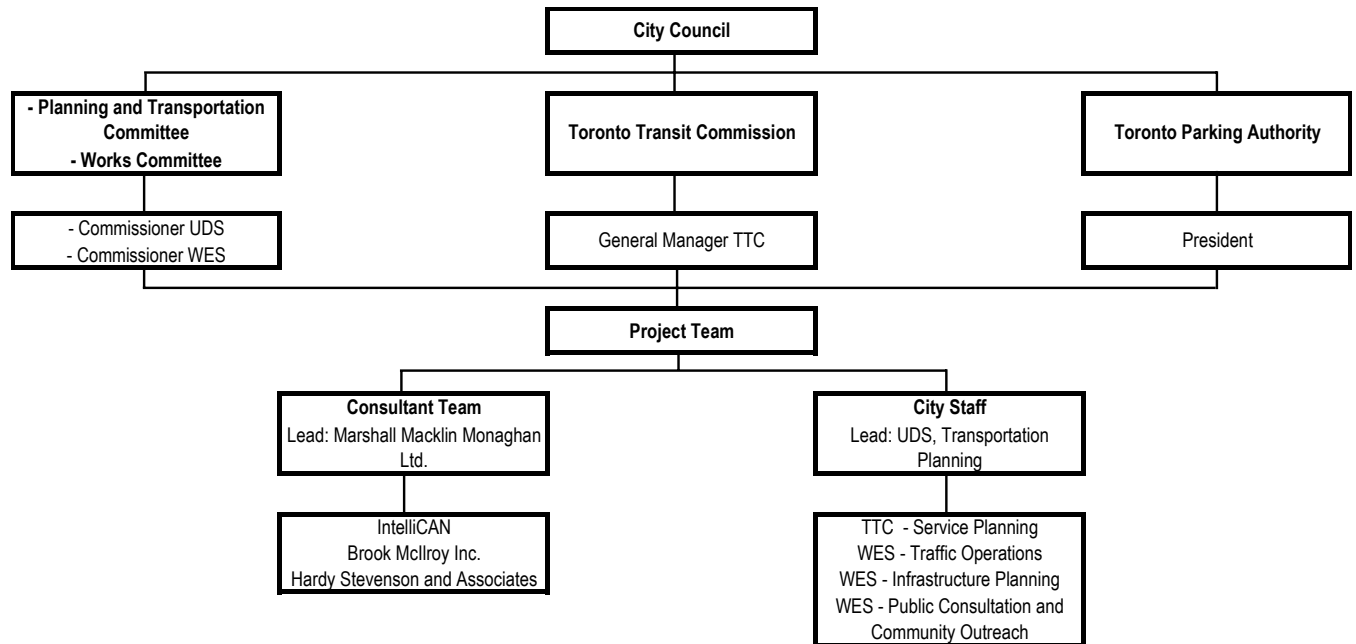 City Council
- Planning and Transportation
Committee
- Works Committee
Toronto Transit Commission
Toronto Parking Authority
- Commissioner UDS
- Commissioner WES
General Manager TTC
President
Project Team
Consultant Team
Lead: Marshall Macklin Monaghan
Ltd.
City Staff
Lead: UDS, Transportation
Planning
IntelliCAN
Brook McIlroy Inc.
Hardy Stevenson and Associates
TTC - Service Planning
WES - Traffic Operations
WES - Infrastructure Planning
WES - Public Consultation and
Community Outreach